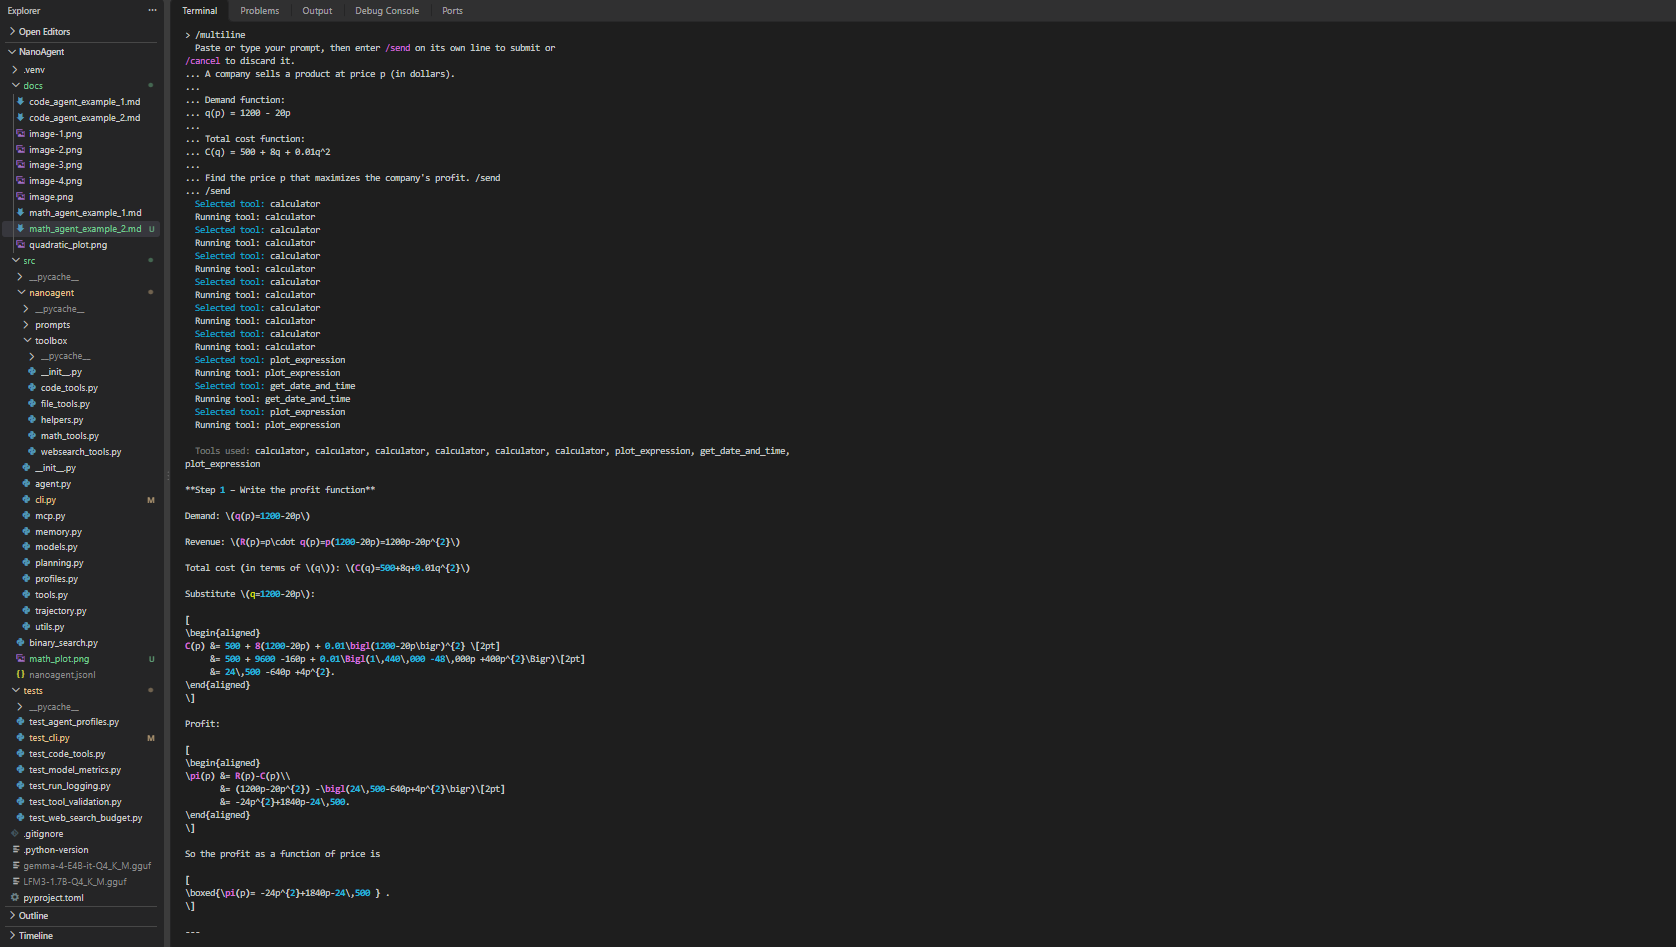 Explorer
Open Editors
NanoAgent
.venv
docs
code_agent_example_1.md
code_agent_example_2.md
image-1.png
image-2.png
image-3.png
image-4.png
image.png
math_agent_example_1.md
math_agent_example_2.md U
quadratic_plot.png
src
__pycache__
nanoagent
__pycache__
prompts
toolbox
__pycache__
__init__.py
code_tools.py
file_tools.py
helpers.py
math_tools.py
websearch_tools.py
__init__.py
agent.py
cli.py M
mcp.py
memory.py
models.py
planning.py
profiles.py
tools.py
trajectory.py
utils.py
binary_search.py
math_plot.png U
nanoagent.jsonl
tests
__pycache__
test_agent_profiles.py
test_cli.py M
test_code_tools.py
test_model_metrics.py
test_run_logging.py
test_tool_validation.py
test_web_search_budget.py
.gitignore
.python-version
gemma-4-E4B-it-Q4_K_M.gguf
LFM3-1.7B-Q4_K_M.gguf
pyproject.toml
Outline
Timeline
Terminal Problems Output Debug Console Ports
> /multiline
Paste or type your prompt, then enter /send on its own line to submit or
/cancel to discard it.
... A company sells a product at price p (in dollars).
...
... Demand function:
... q(p) = 1200 - 20p
...
... Total cost function:
... C(q) = 500 + 8q + 0.01q^2
...
... Find the price p that maximizes the company's profit. /send
... /send
Selected tool: calculator
Running tool: calculator
Selected tool: calculator
Running tool: calculator
Selected tool: calculator
Running tool: calculator
Selected tool: calculator
Running tool: calculator
Selected tool: calculator
Running tool: calculator
Selected tool: calculator
Running tool: calculator
Selected tool: plot_expression
Running tool: plot_expression
Selected tool: get_date_and_time
Running tool: get_date_and_time
Selected tool: plot_expression
Running tool: plot_expression
Tools used: calculator, calculator, calculator, calculator, calculator, calculator, plot_expression, get_date_and_time,
plot_expression
**Step 1 – Write the profit function**
Demand: \(q(p)=1200-20p\)
Revenue: \(R(p)=p\cdot q(p)=p(1200-20p)=1200p-20p^{2}\)
Total cost (in terms of \(q\)): \(C(q)=500+8q+0.01q^{2}\)
Substitute \(q=1200-20p\):
[
\begin{aligned}
C(p) &= 500 + 8(1200-20p) + 0.01\bigl(1200-20p\bigr)^{2} \[2pt]
&= 500 + 9600 -160p + 0.01\Bigl(1\,440\,000 -48\,000p +400p^{2}\Bigr)\[2pt]
&= 24\,500 -640p +4p^{2}.
\end{aligned}
\]
Profit:
[
\begin{aligned}
\pi(p) &= R(p)-C(p)\\
&= (1200p-20p^{2}) -\bigl(24\,500-640p+4p^{2}\bigr)\[2pt]
&= -24p^{2}+1840p-24\,500.
\end{aligned}
\]
So the profit as a function of price is
[
\boxed{\pi(p)= -24p^{2}+1840p-24\,500 } .
\]
---